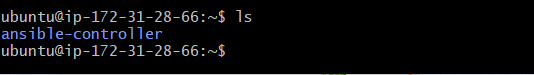 ubuntu@ip-172-31-28-66:~$ ls
ansible-controller
ubuntu@ip-172-31-28-66:~$